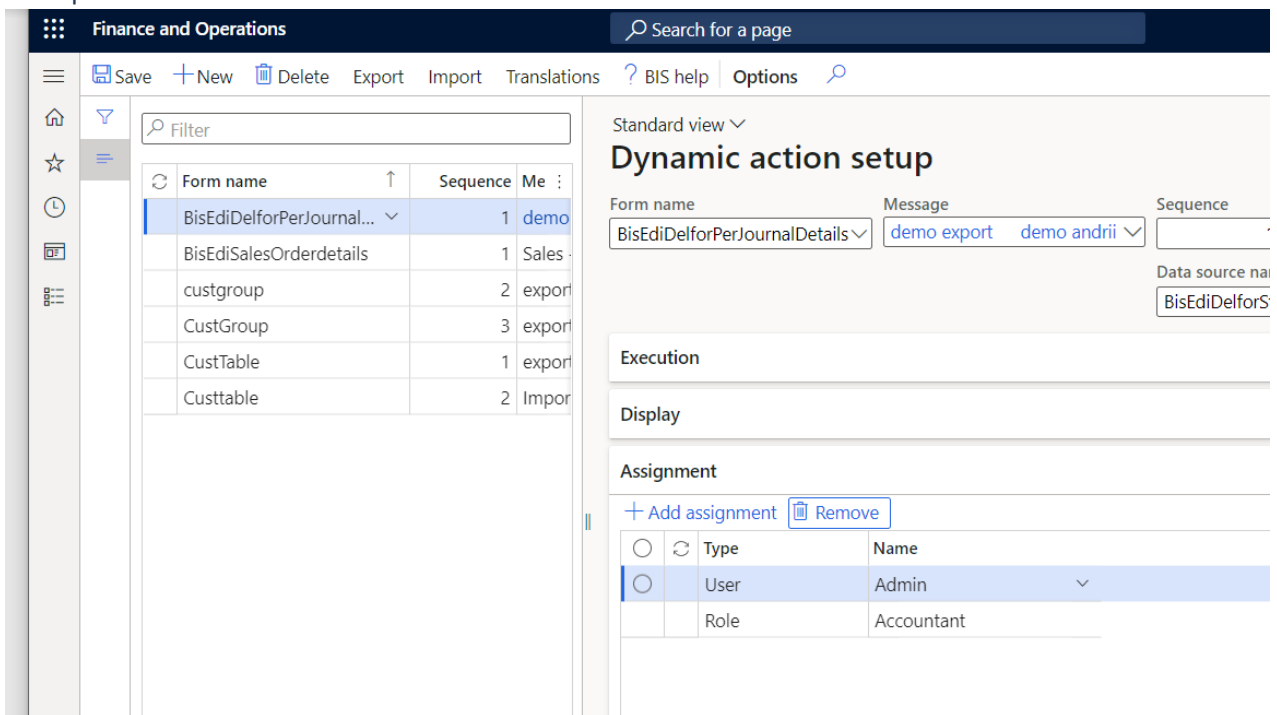 Finance and Operations
Search for a page
Save New Delete Export Import Translations ? BIS help Options
Filter
Form name Sequence Me
BisEdiDelforPerJournal... 1 demo
BisEdiSalesOrderdetails 1 Sales
custgroup 2 export
CustGroup 3 export
CustTable 1 export
Custtable 2 Impor
Standard view
Dynamic action setup
Form name Message Sequence
BisEdiDelforPerJournalDetails demo export demo andrii 1
Data source na
BisEdiDelforS
Execution
Display
Assignment
Add assignment Remove
Type Name
User Admin
Role Accountant